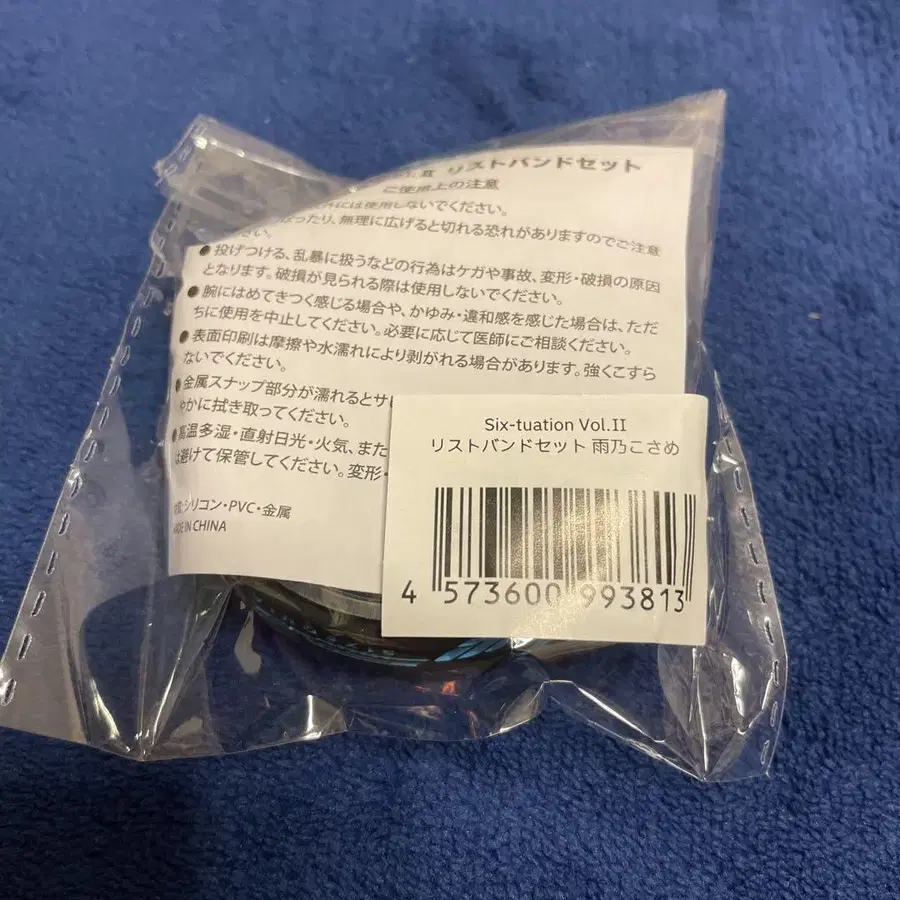 リストバンドセット
ご使用上の注意
には使用しないでください。
ったり、無理に広げると切れる恐れがありますのでご注意
さい。
● 投げつける、乱暴に扱うなどの行為はケガや事故、変形・破損の原因
となります。破損が見られる際は使用しないでください。
● 腕にはめてきつく感じる場合や、かゆみ・違和感を感じた場合は、ただ
ちに使用を中止してください。必要に応じて医師にご相談ください。
● 表面印刷は摩擦や水濡れにより剥がれる場合があります。強くこすら
ないでください。
● 金属スナップ部分が濡れるとサ
やかに拭き取ってください。
● 高温多湿・直射日光・火気、また
は避けて保管してください。変形・
シリコン・PVC・金属
MADE IN CHINA
Six-tuation Vol.II
リストバンドセット 雨乃こさめ
4 573600 993813